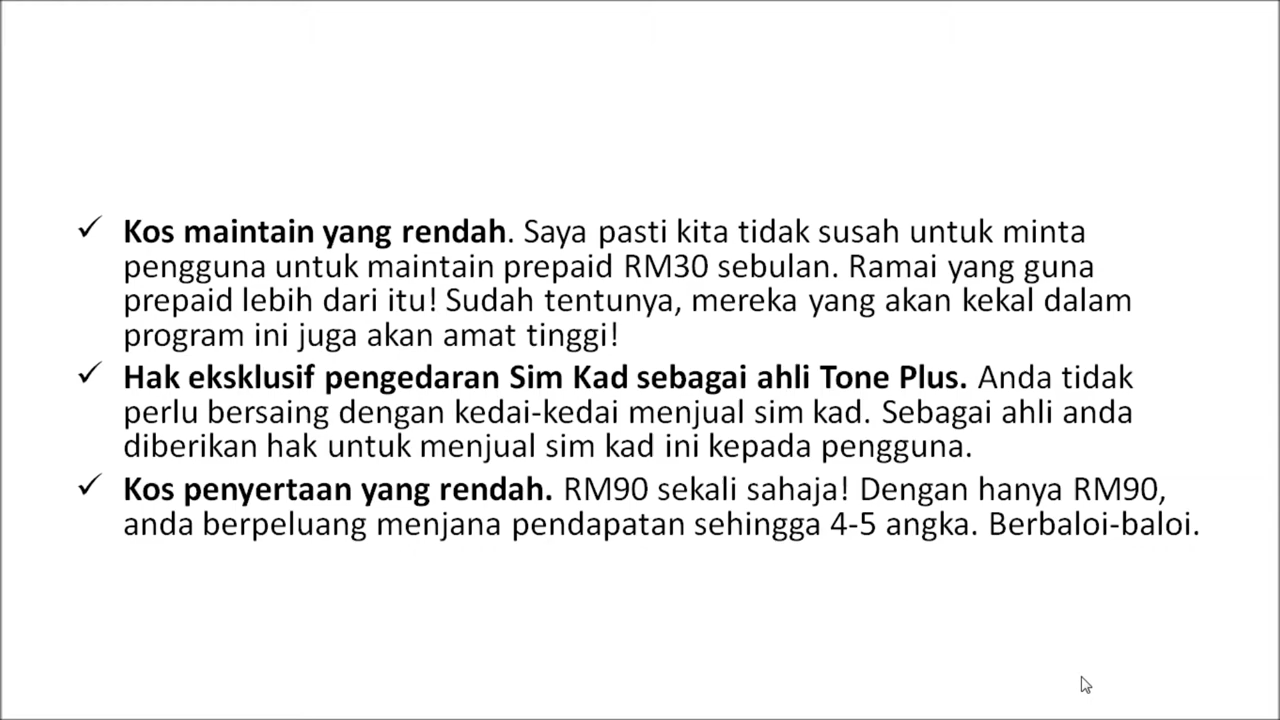 ✓ Kos maintain yang rendah. Saya pasti kita tidak susah untuk minta
pengguna untuk maintain prepaid RM30 sebulan. Ramai yang guna
prepaid lebih dari itu! Sudah tentunya, mereka yang akan kekal dalam
program ini juga akan amat tinggi!
✓ Hak eksklusif pengedaran Sim Kad sebagai ahli Tone Plus. Anda tidak
perlu bersaing dengan kedai-kedai menjual sim kad. Sebagai ahli anda
diberikan hak untuk menjual sim kad ini kepada pengguna.
✓ Kos penyertaan yang rendah. RM90 sekali sahaja! Dengan hanya RM90,
anda berpeluang menjana pendapatan sehingga 4-5 angka. Berbaloi-baloi.